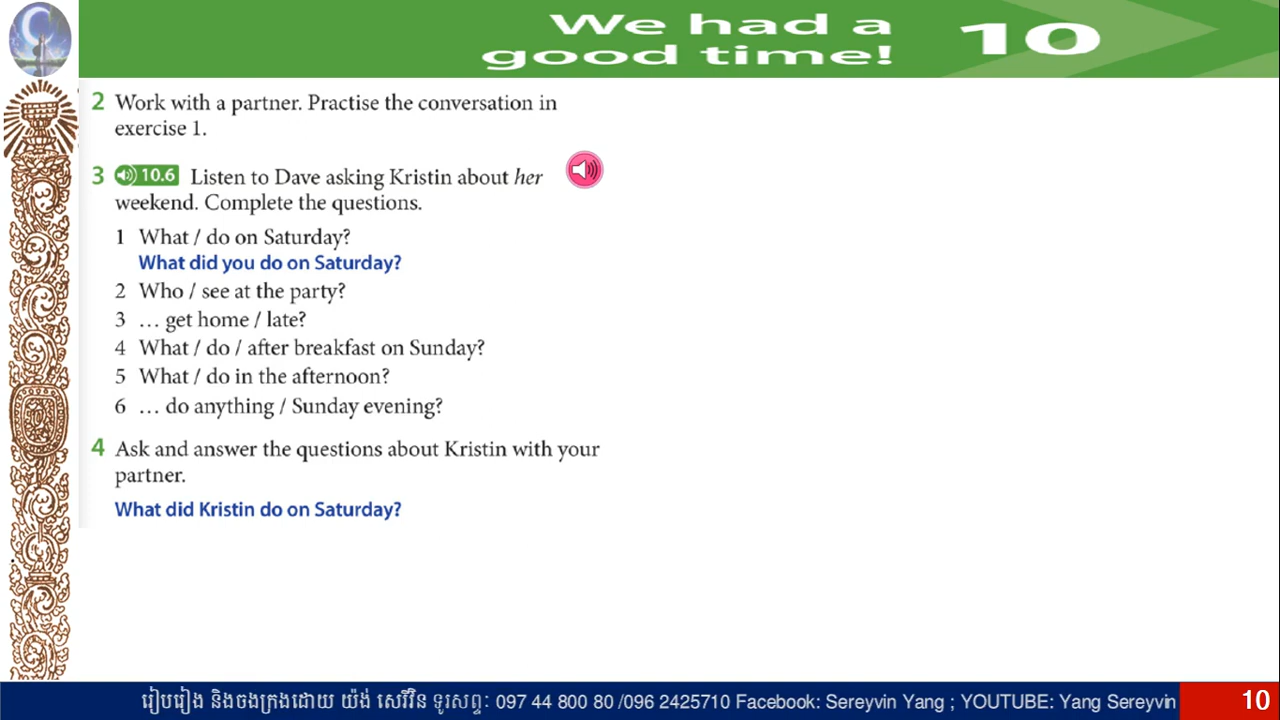 We had a
good time!
10
2 Work with a partner. Practise the conversation in
exercise 1.
3 10.6 Listen to Dave asking Kristin about her
weekend. Complete the questions.
1 What / do on Saturday?
What did you do on Saturday?
2 Who / see at the party?
3 … get home / late?
4 What / do / after breakfast on Sunday?
5 What / do in the afternoon?
6 … do anything / Sunday evening?
4 Ask and answer the questions about Kristin with your
partner.
What did Kristin do on Saturday?
រៀបរៀង និងចងក្រងដោយ យ៉ង់ សេរីវិន ទូរសព្ទៈ 097 44 800 80 /096 2425710 Facebook: Sereyvin Yang ; YOUTUBE: Yang Sereyvin
10